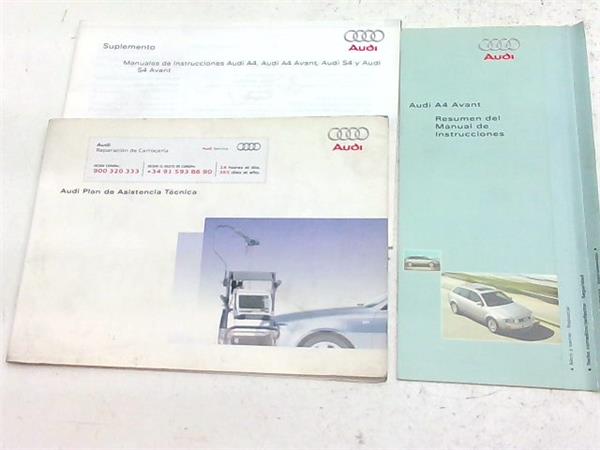 Audi
Suplemento
Manuales de Instrucciones Audi A4, Audi A4 Avant, Audi S4 y Audi
S4 Avant
Audi
Reparación de Carrocería
Audi Service
900 320 333
+34 91 593 86 90
24 horas al día,
365 días al año.
Audi
Audi Plan de Asistencia Técnica
Audi
Audi A4 Avant
Resumen del
Manual de
Instrucciones